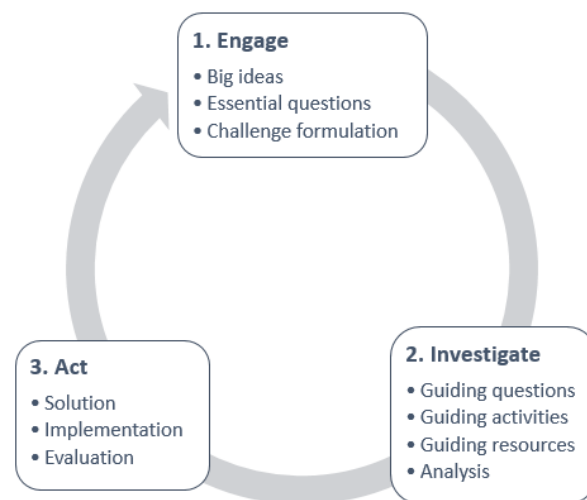 1. Engage
• Big ideas
• Essential questions
• Challenge formulation
2. Investigate
• Guiding questions
• Guiding activities
• Guiding resources
• Analysis
3. Act
• Solution
• Implementation
• Evaluation